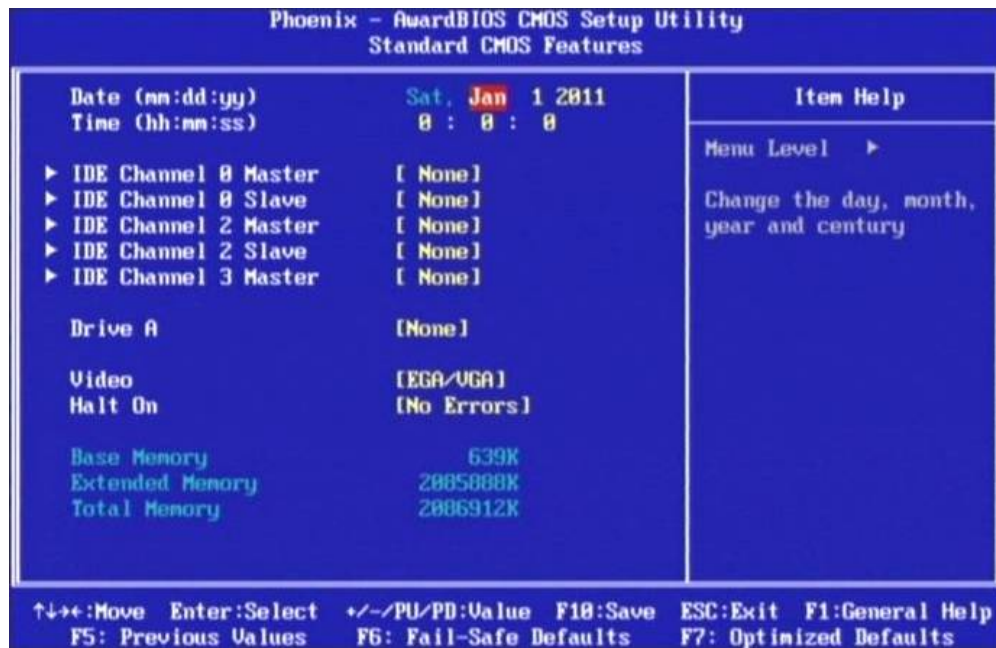 Phoenix - AwardBIOS CMOS Setup Utility
Standard CMOS Features
Date (mm:dd:yy) Sat, Jan 1 2011
Time (hh:mm:ss) 0 : 0 : 0
► IDE Channel 0 Master [ None]
► IDE Channel 0 Slave [ None]
► IDE Channel 2 Master [ None]
► IDE Channel 2 Slave [ None]
► IDE Channel 3 Master [ None]
Drive A [None]
Video [EGA/VGA]
Halt On [No Errors]
Base Memory 639K
Extended Memory 2085888K
Total Memory 2086912K
Item Help
Menu Level ►
Change the day, month,
year and century
↑↓→←:Move Enter:Select +/-/PU/PD:Value F10:Save ESC:Exit F1:General Help
F5: Previous Values F6: Fail-Safe Defaults F7: Optimized Defaults